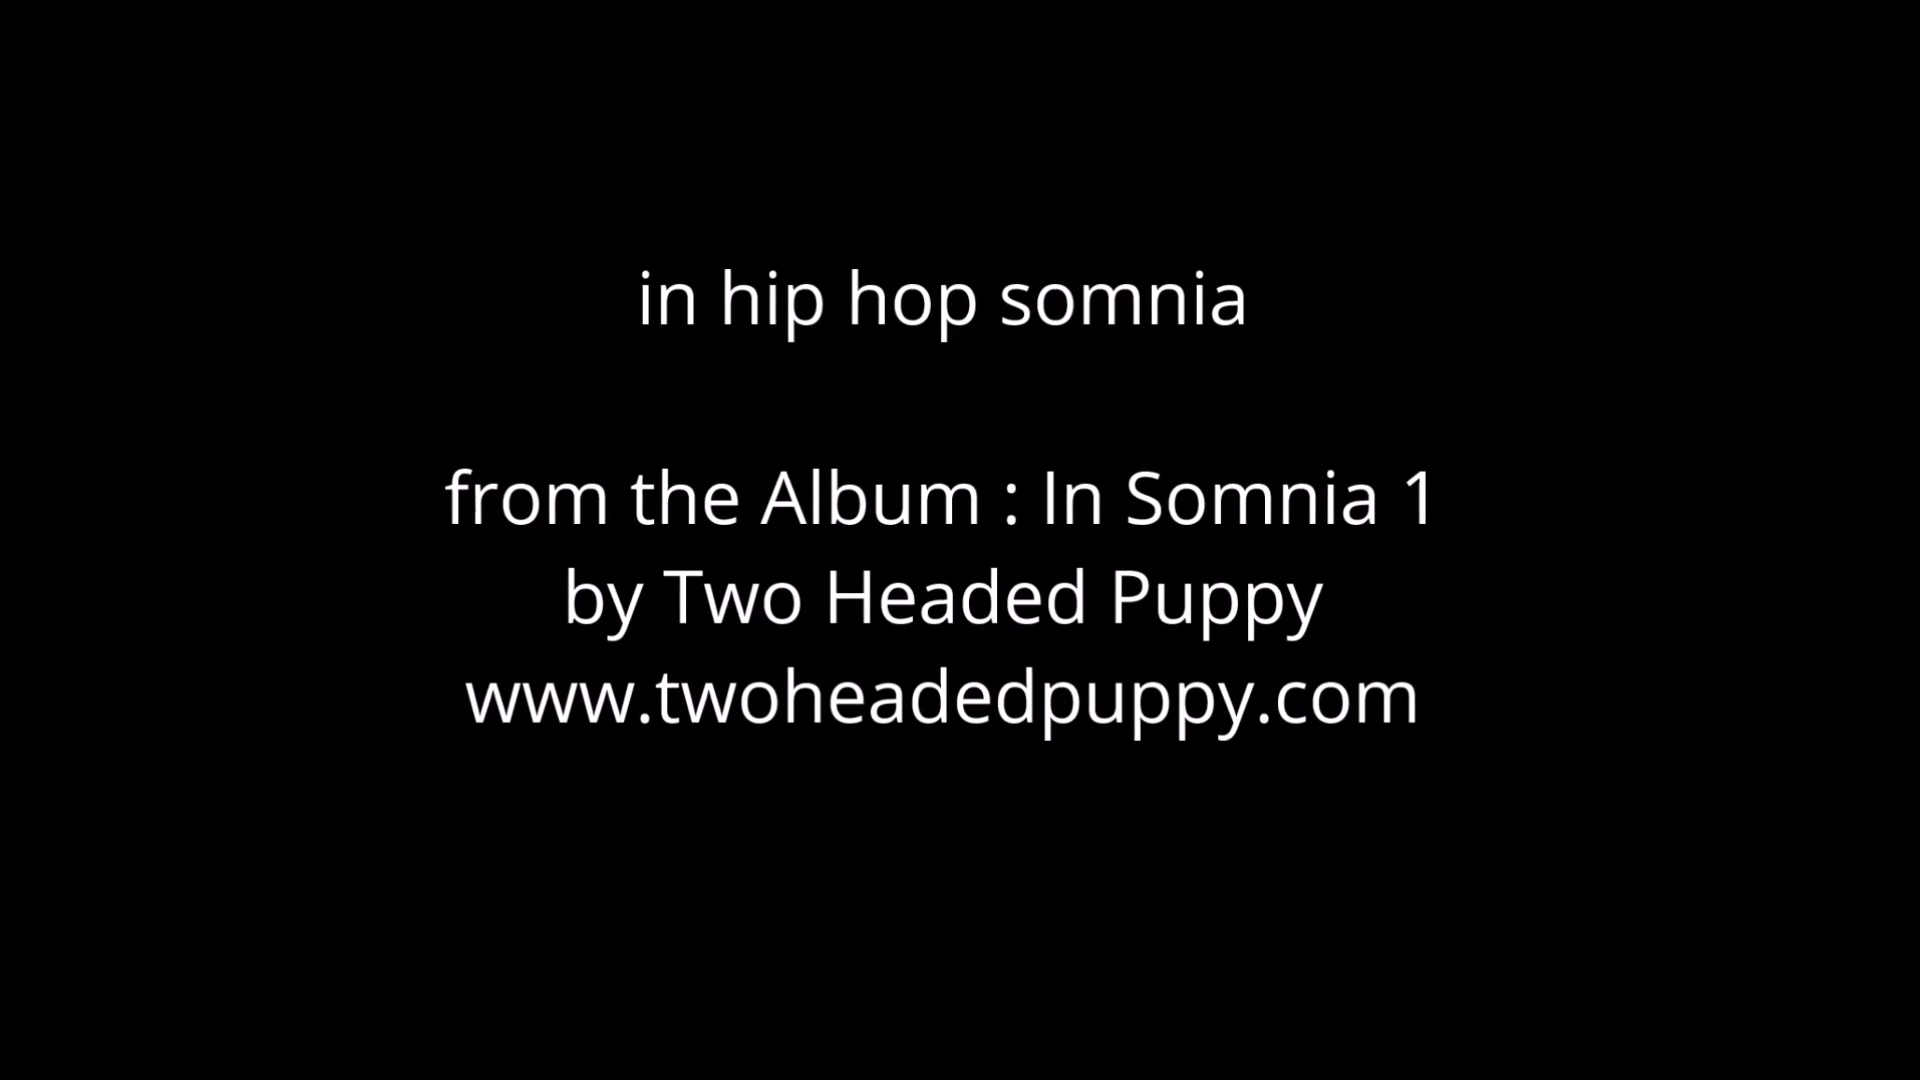 in hip hop somnia
from the Album : In Somnia 1
by Two Headed Puppy
www.twoheadedpuppy.com